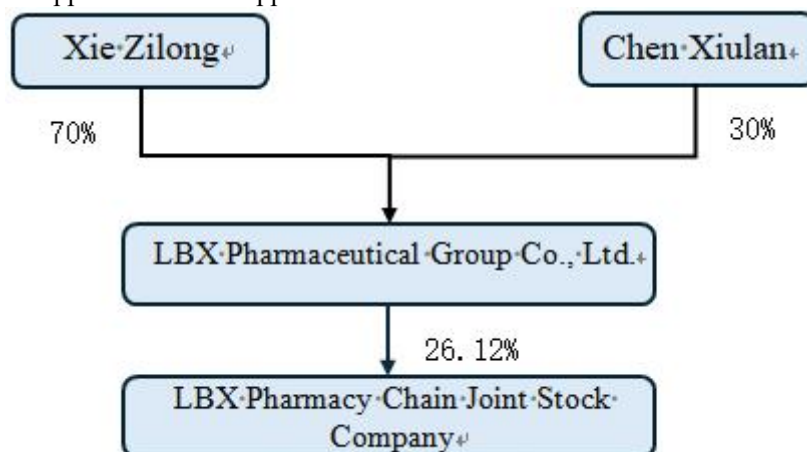 Xie Zilong
Chen Xiulan
70%
30%
LBX Pharmaceutical Group Co., Ltd.
26.12%
LBX Pharmacy Chain Joint Stock
Company